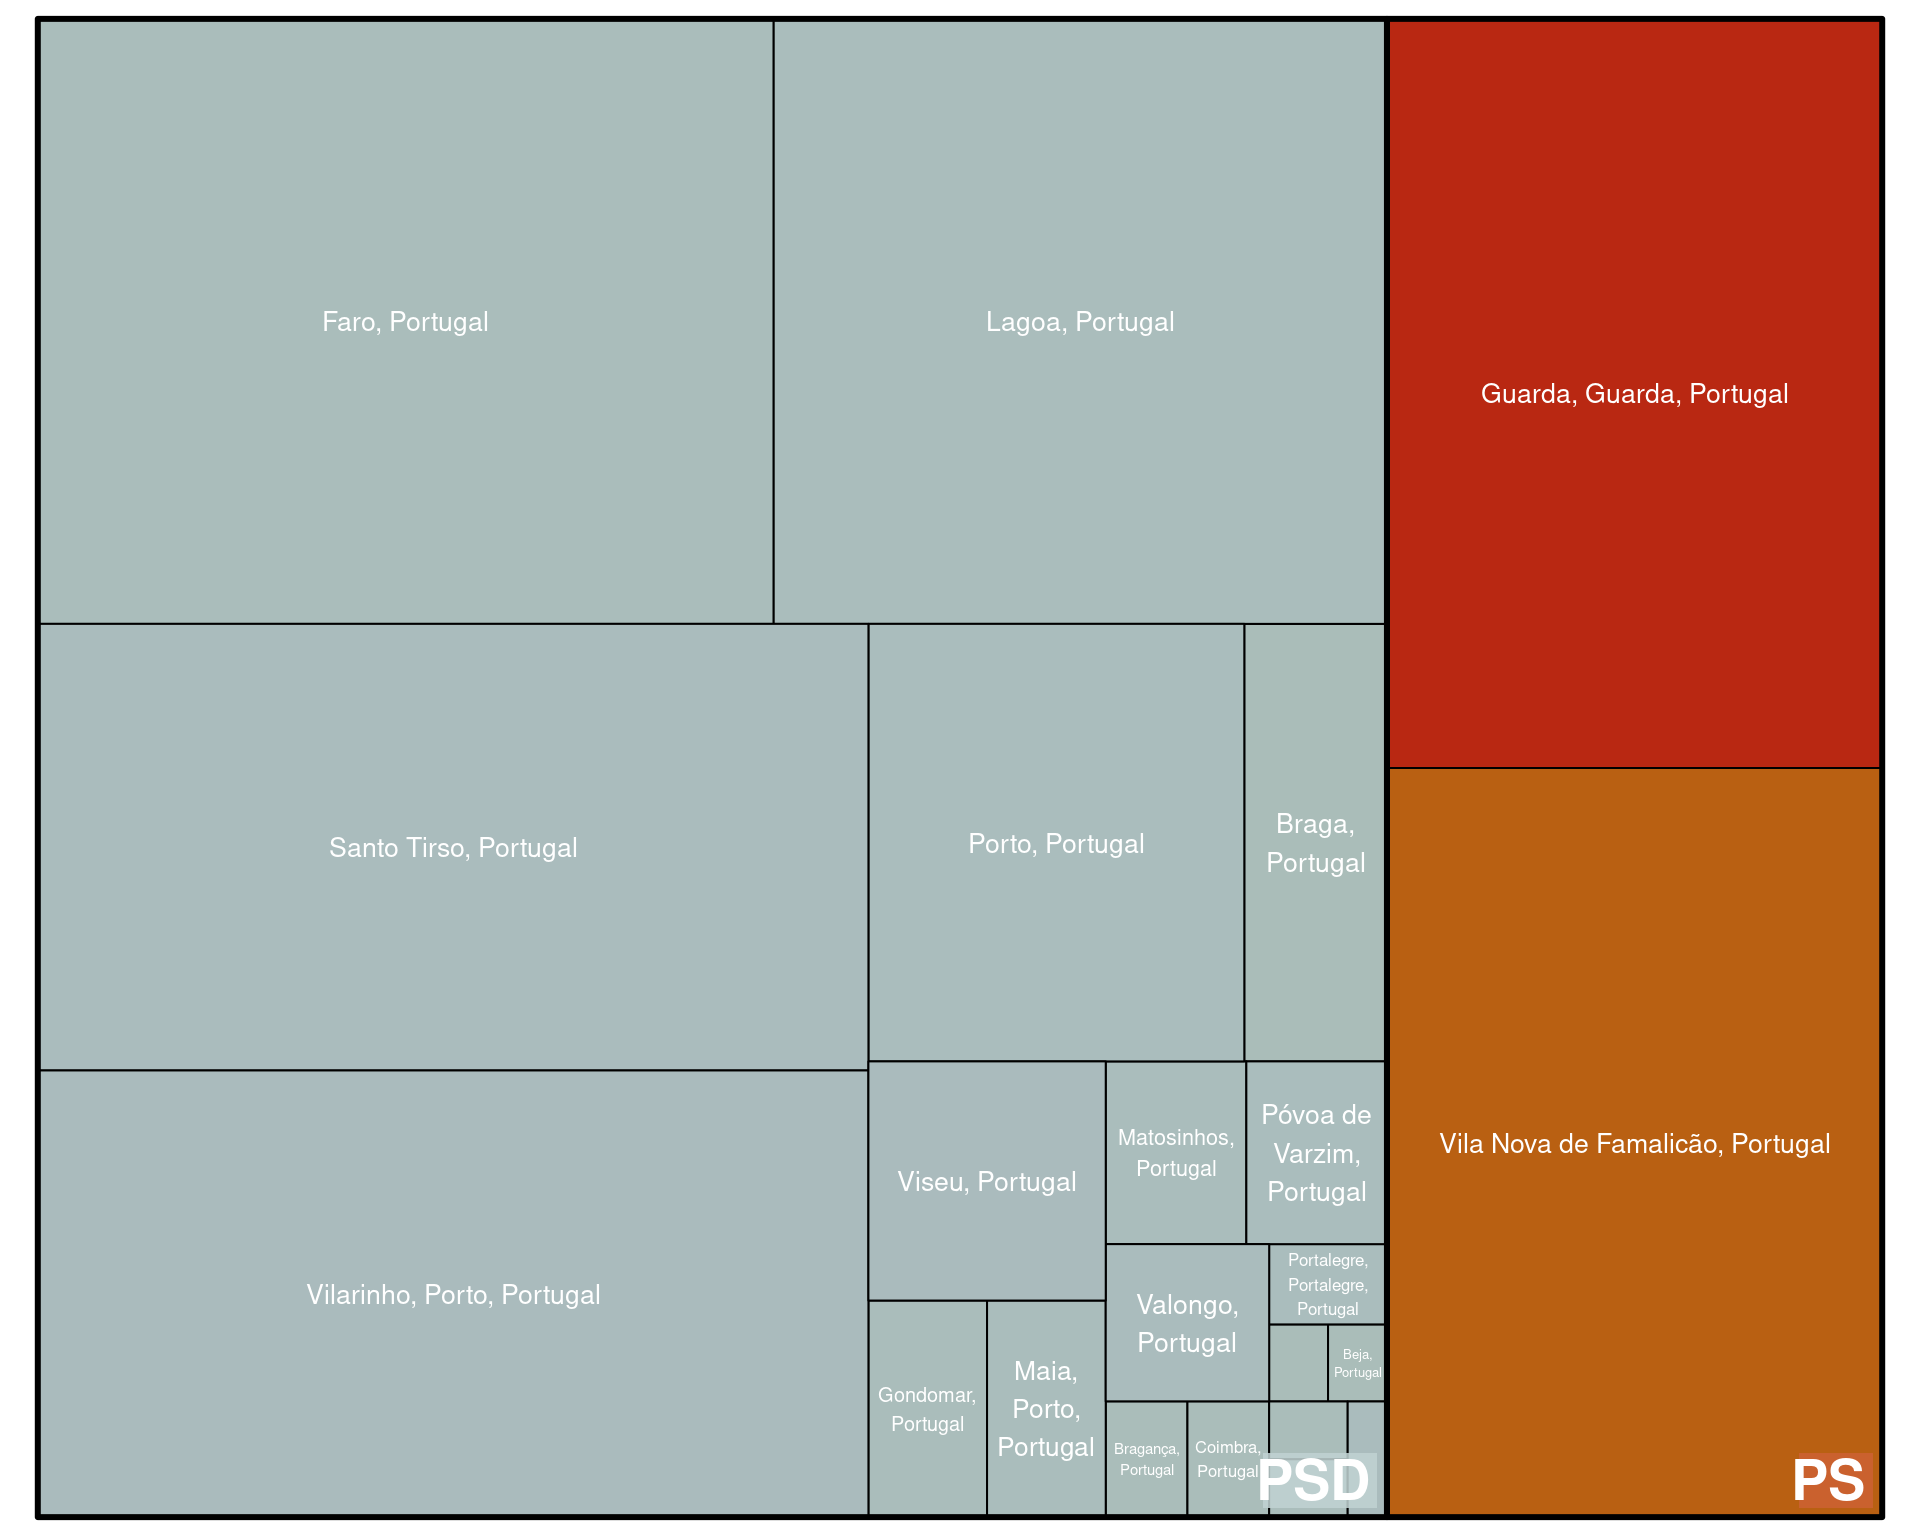 Faro, Portugal
Lagoa, Portugal
Guarda, Guarda, Portugal
Santo Tirso, Portugal
Porto, Portugal
Braga,
Portugal
Vila Nova de Famalicão, Portugal
Vilarinho, Porto, Portugal
Viseu, Portugal
Matosinhos,
Portugal
Póvoa de
Varzim,
Portugal
Valongo,
Portugal
Portalegre,
Portalegre,
Portugal
Beja,
Portugal
Gondomar,
Portugal
Maia,
Porto,
Portugal
Bragança,
Portugal
Coimbra,
Portugal
PSD
PS